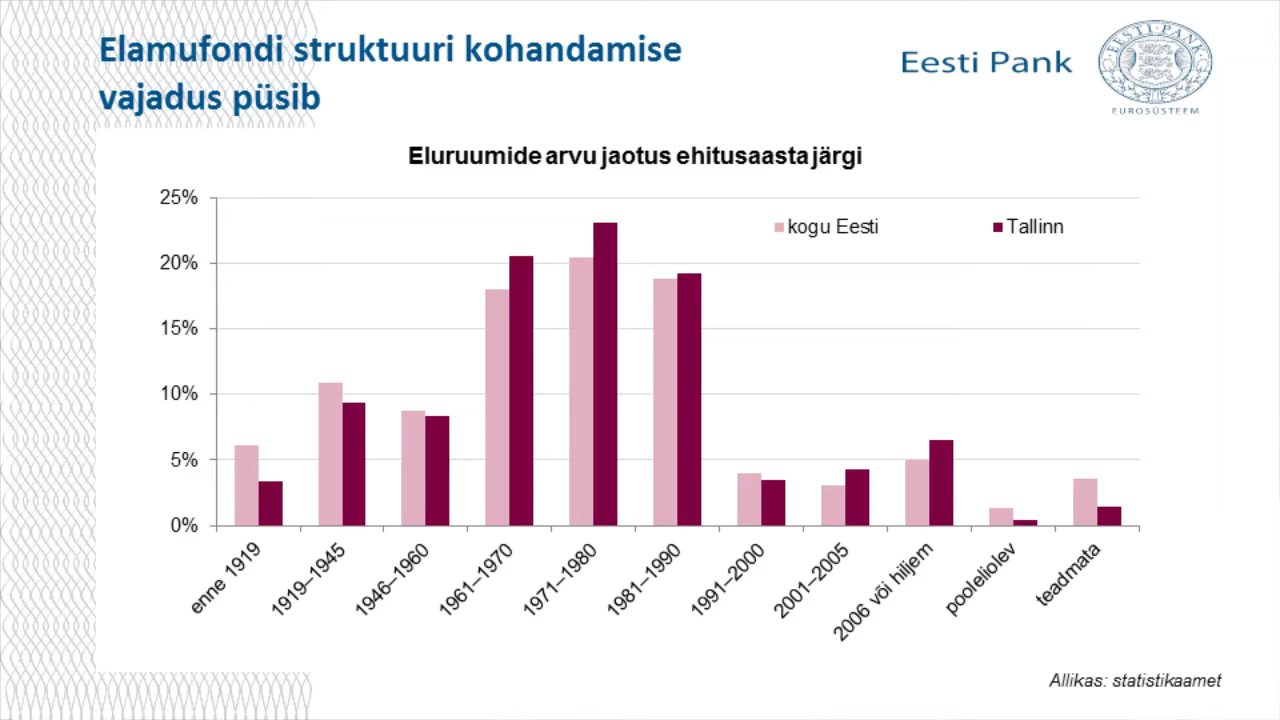 Elamufondi struktuuri kohandamise
vajadus püsib
Eesti Pank
EESTI PANK
EUROSÜSTEEM
Eluruumide arvu jaotus ehitusaasta järgi
25%
20%
15%
10%
5%
0%
kogu Eesti
Tallinn
enne 1919
1919–1945
1946–1960
1961–1970
1971–1980
1981–1990
1991–2000
2001–2005
2006 või hiljem
pooleliolev
teadmata
Allikas: statistikaamet